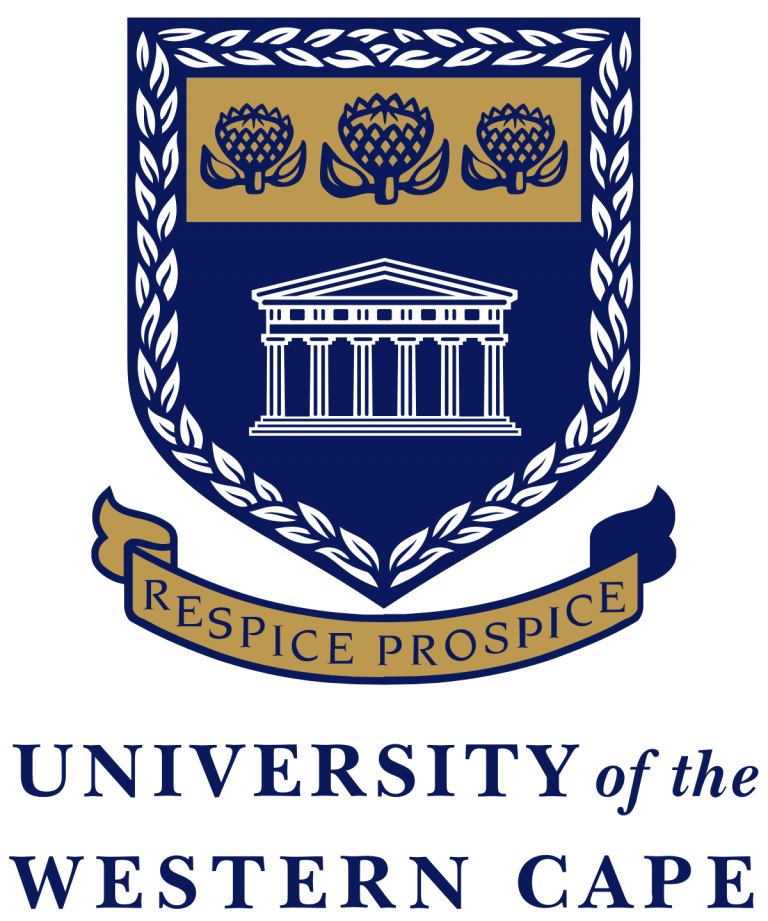 RESPICE PROSPICE
UNIVERSITY of the
WESTERN CAPE